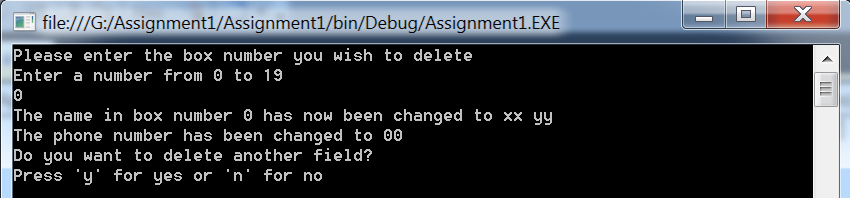 file:///G:/Assignment1/Assignment1/bin/Debug/Assignment1.EXE
Please enter the box number you wish to delete
Enter a number from 0 to 19
0
The name in box number 0 has now been changed to xx yy
The phone number has been changed to 00
Do you want to delete another field?
Press 'y' for yes or 'n' for no